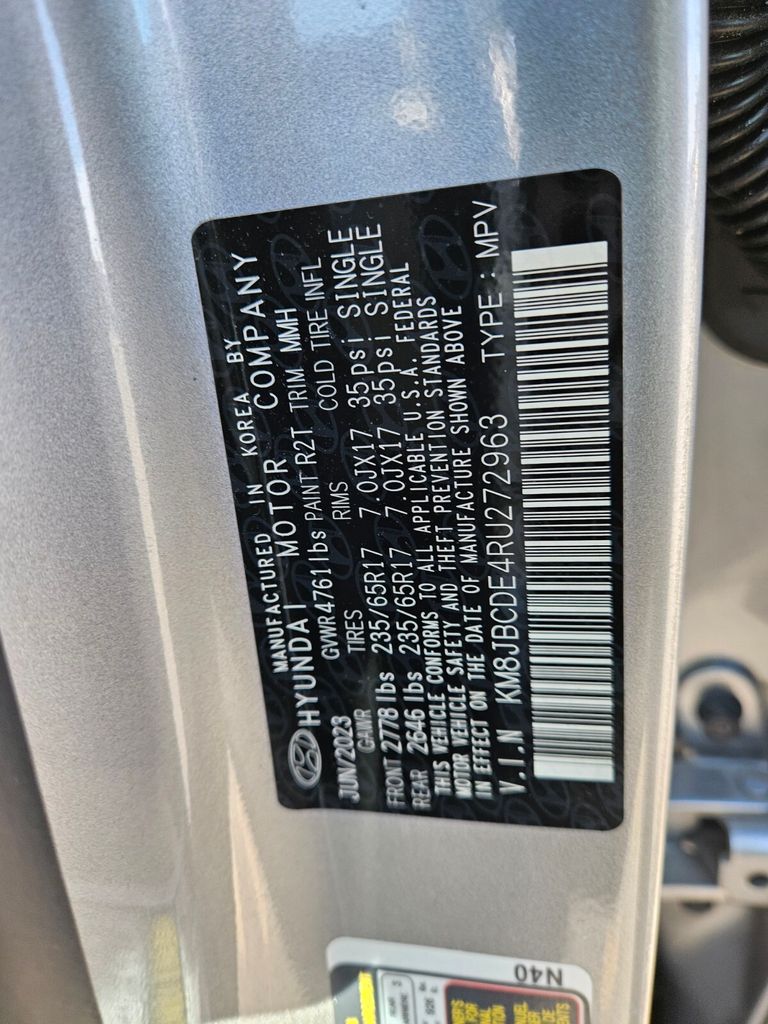 MANUFACTURED IN KOREA BY
HYUNDAI MOTOR COMPANY
JUN/2023 GVWR4761lbs PAINT R2T TRIM MMH
GAWR TIRES RIMS COLD TIRE INFL
FRONT 2778 lbs 235/65R17 7.0JX17 35psi SINGLE
REAR 2646 lbs 235/65R17 7.0JX17 35psi SINGLE
THIS VEHICLE CONFORMS TO ALL APPLICABLE U.S.A. FEDERAL
MOTOR VEHICLE SAFETY AND THEFT PREVENTION STANDARDS
IN EFFECT ON THE DATE OF MANUFACTURE SHOWN ABOVE
V.I.N KM8JBCDE4RU272963 TYPE : MPV
N40